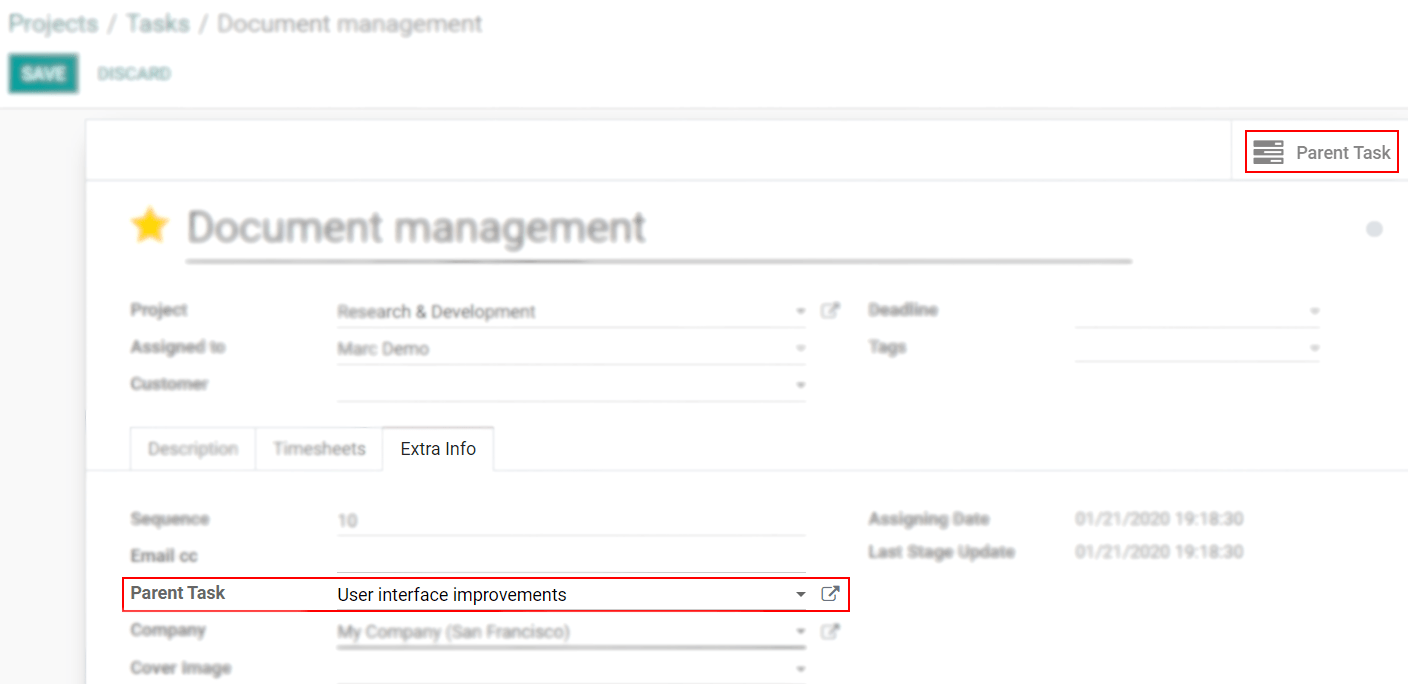 Projects / Tasks / Document management
SAVE DISCARD
Parent Task
Document management
Project Research & Development Deadline
Assigned to Marc Demo Tags
Customer
Description Timesheets Extra Info
Sequence 10 Assigning Date 01/21/2020 19:18:30
Email cc Last Stage Update 01/21/2020 19:18:30
Parent Task User interface improvements
Company My Company (San Francisco)
Cover Image